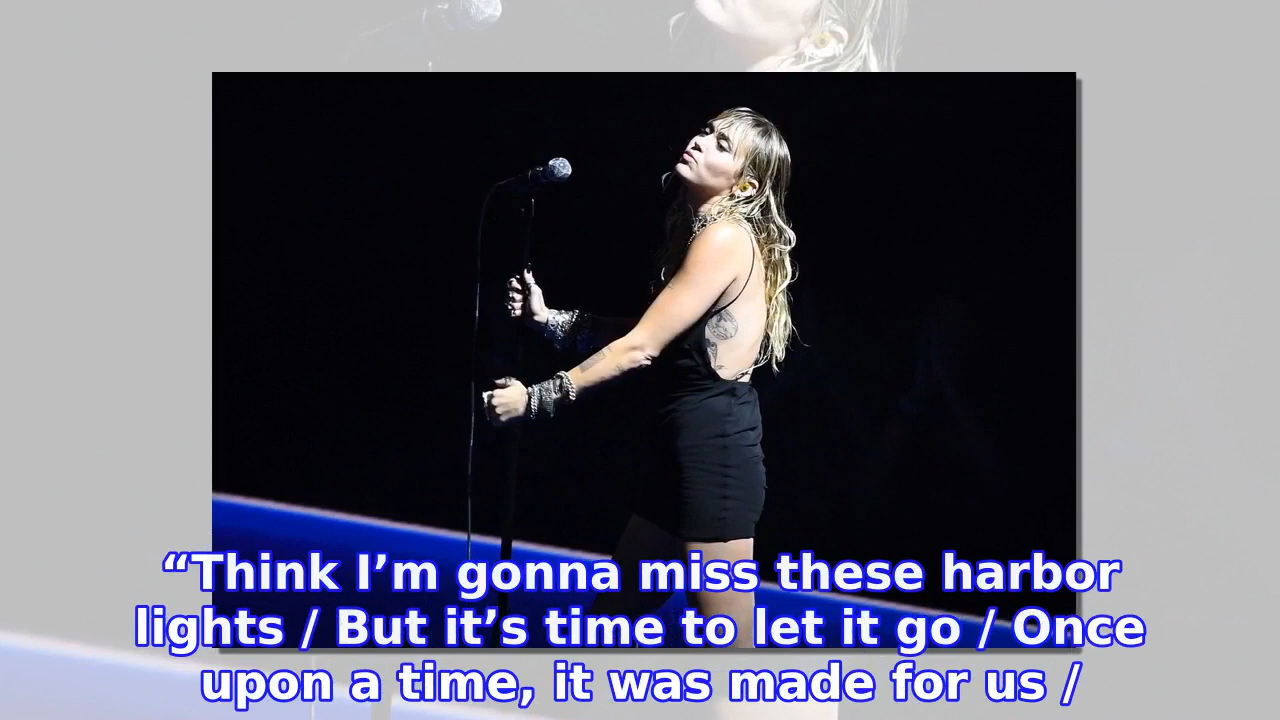 “Think I’m gonna miss these harbor
lights / But it’s time to let it go / Once
upon a time, it was made for us /